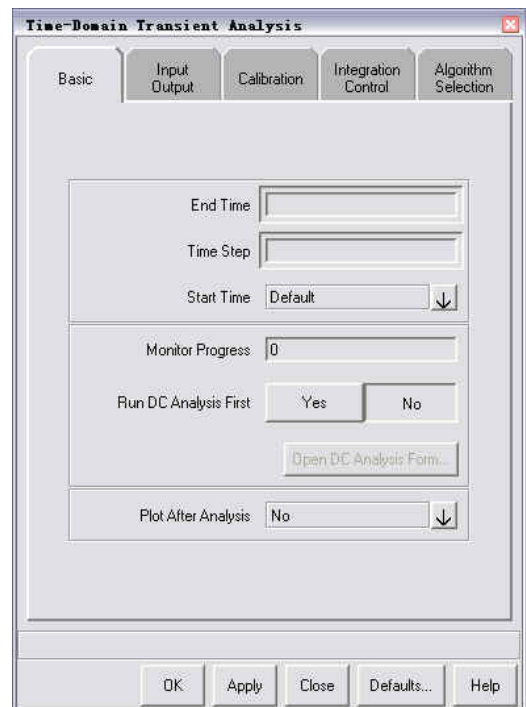 Time-Domain Transient Analysis
Basic
Input
Output
Calibration
Integration
Control
Algorithm
Selection
End Time
Time Step
Start Time Default
Monitor Progress 0
Run DC Analysis First Yes No
Open DC Analysis Form...
Plot After Analysis No
OK Apply Close Defaults... Help